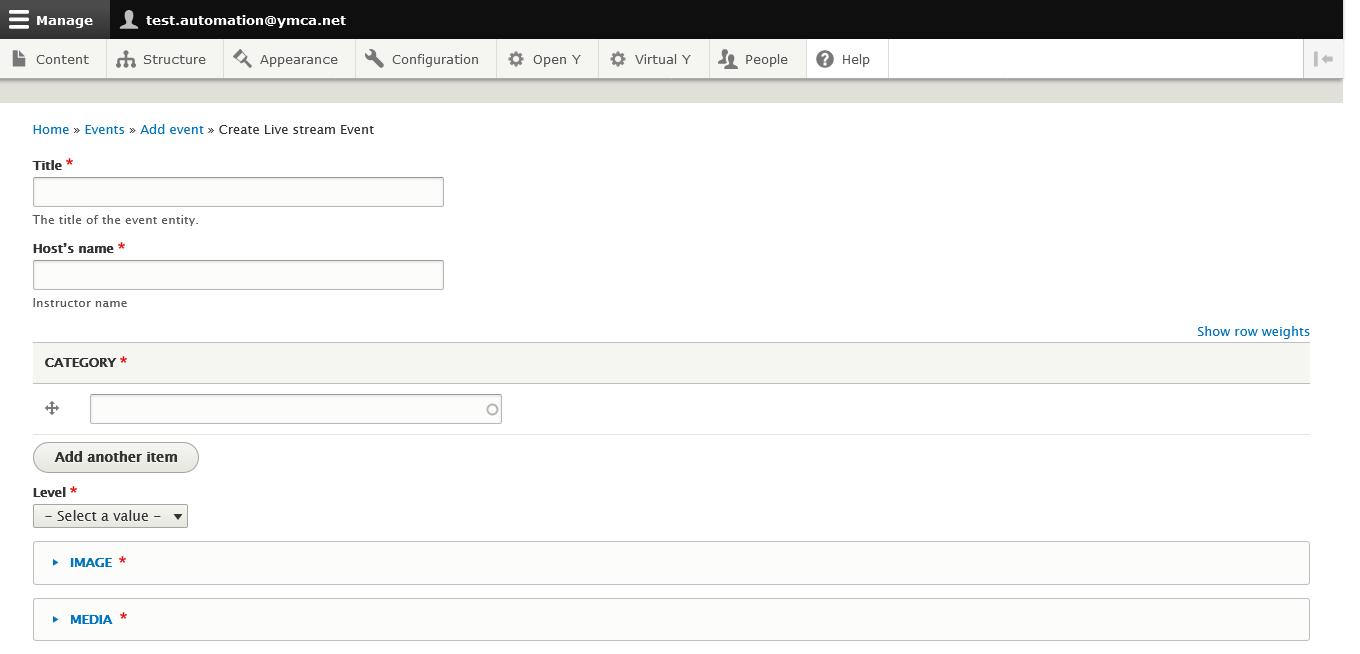 Manage test.automation@ymca.net
Content Structure Appearance Configuration Open Y Virtual Y People Help
Home » Events » Add event » Create Live stream Event
Title *
The title of the event entity.
Host's name *
Instructor name
Show row weights
CATEGORY *
Add another item
Level *
- Select a value -
IMAGE *
MEDIA *